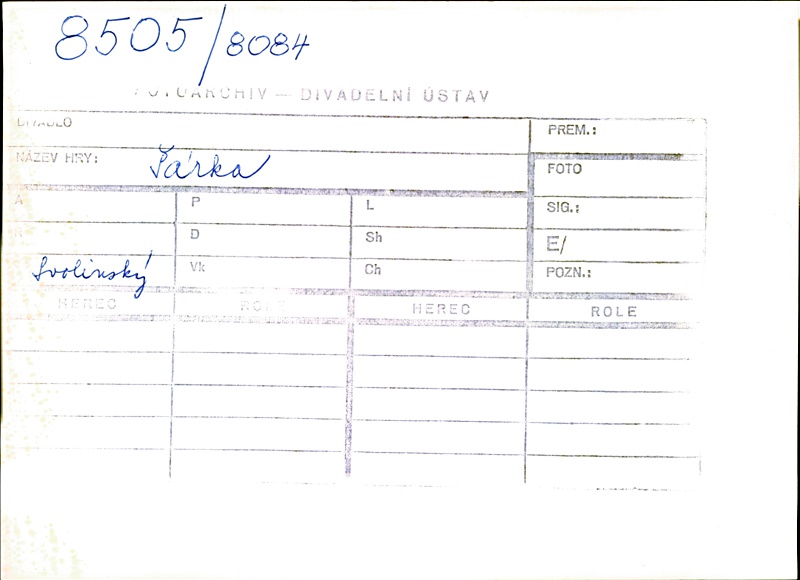 8505/8084
FOTOARCHIV — DIVADELNÍ ÚSTAV
DIVADLO
PREM.:
NÁZEV HRY: Šárka
FOTO
A P L
SIG.:
R D Sh
E/
Svolinský Vk Ch
POZN.:
HEREC ROLE HEREC ROLE